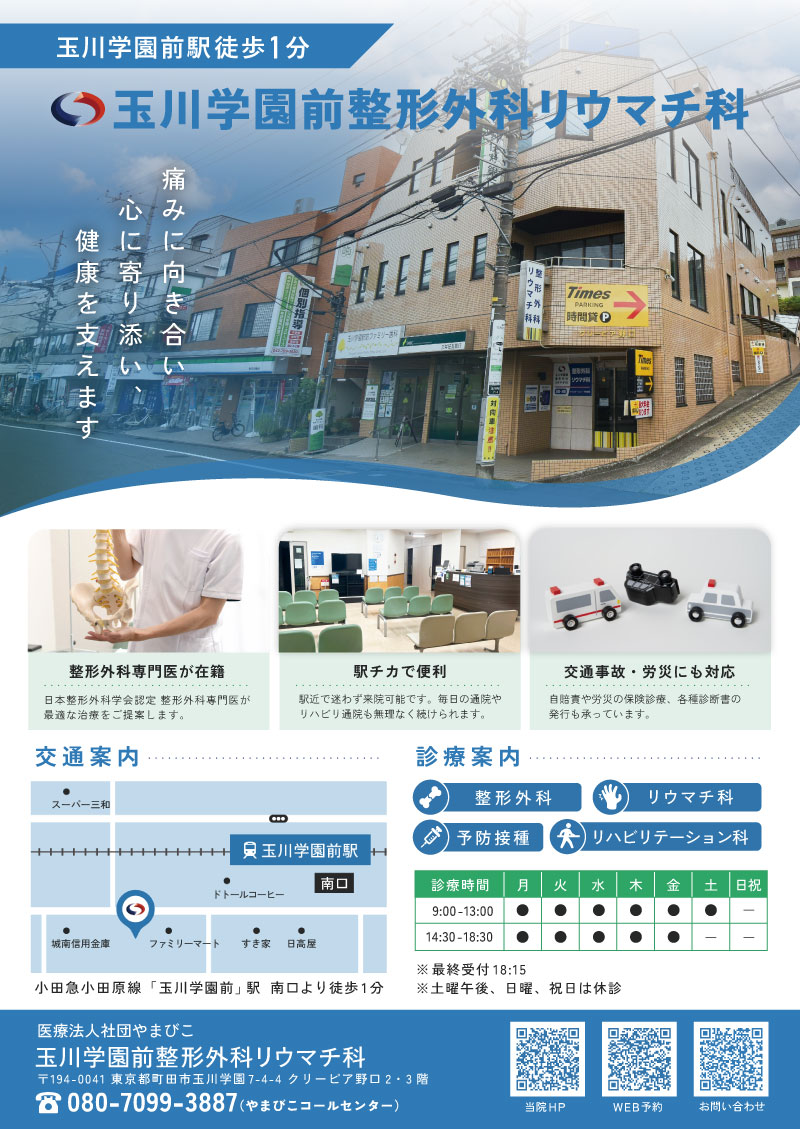 玉川学園前駅徒歩1分
玉川学園前整形外科リウマチ科
痛みに向き合い
心に寄り添い、
健康を支えます
個別指導
整形外科
リウマチ科
Times
PARKING
時間貸P
Times
整形外科
リウマチ科
整形外科専門医が在籍
日本整形外科学会認定 整形外科専門医が
最適な治療をご提案します。
駅チカで便利
駅近で迷わず来院可能です。毎日の通院や
リハビリ通院も無理なく続けられます。
交通事故・労災にも対応
自賠責や労災の保険診療、各種診断書の
発行も承っています。
交通案内
スーパー三和
玉川学園前駅
南口
ドトールコーヒー
城南信用金庫
ファミリーマート
すき家
日高屋
小田急小田原線「玉川学園前」駅 南口より徒歩1分
診療案内
整形外科
リウマチ科
予防接種
リハビリテーション科
診療時間 月 火 水 木 金 土 日祝
9:00-13:00 ● ● ● ● ● ● —
14:30-18:30 ● ● ● ● ● — —
※最終受付18:15
※土曜午後、日曜、祝日は休診
医療法人社団やまびこ
玉川学園前整形外科リウマチ科
〒194-0041 東京都町田市玉川学園7-4-4 クリービア野口2・3階
080-7099-3887(やまびこコールセンター)
当院HP
WEB予約
お問い合わせ